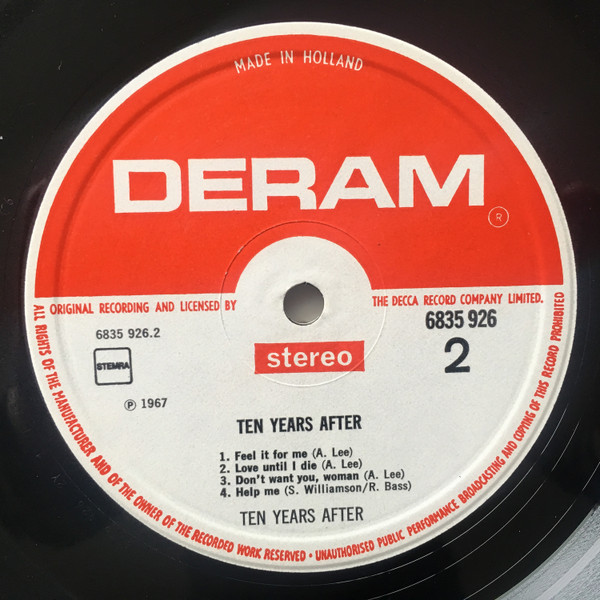 MADE IN HOLLAND
DERAM
R
ORIGINAL RECORDING AND LICENSED BY THE DECCA RECORD COMPANY LIMITED.
6835 926.2
6835 926
STEMRA
stereo
2
℗ 1967
TEN YEARS AFTER
1. Feel it for me (A. Lee)
2. Love until I die (A. Lee)
3. Don't want you, woman (A. Lee)
4. Help me (S. Williamson/R. Bass)
TEN YEARS AFTER
ALL RIGHTS OF THE MANUFACTURER AND OF THE OWNER OF THE RECORDED WORK RESERVED • UNAUTHORISED PUBLIC PERFORMANCE BROADCASTING AND COPYING OF THIS RECORD PROHIBITED